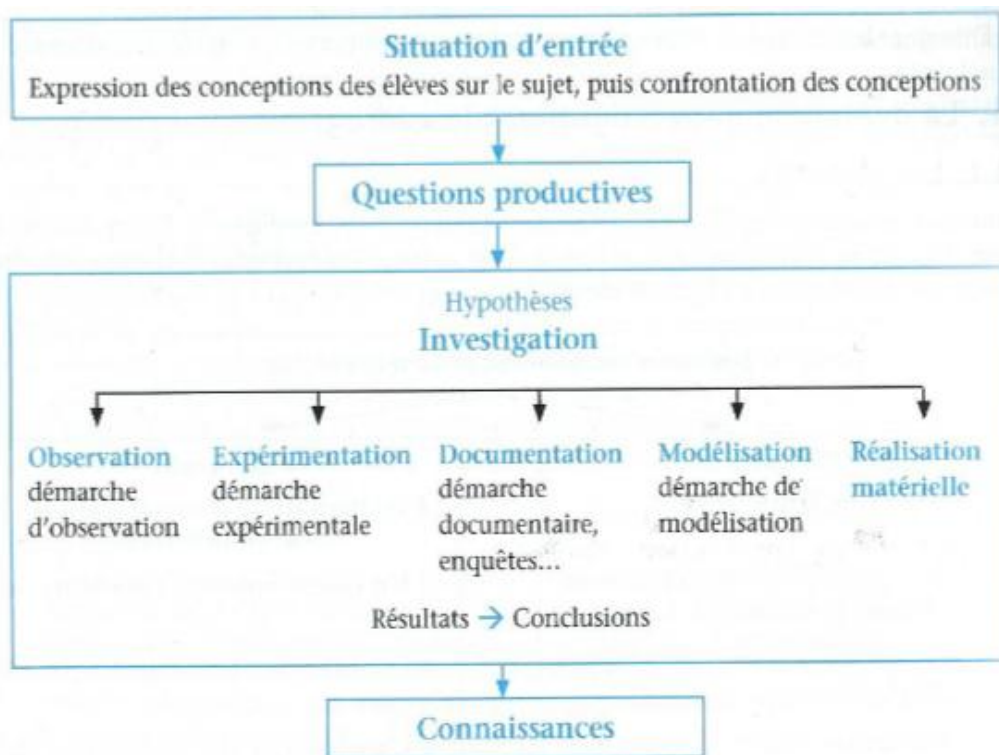 Situation d'entrée
Expression des conceptions des élèves sur le sujet, puis confrontation des conceptions
Questions productives
Hypothèses
Investigation
Observation
démarche
d'observation
Expérimentation
démarche
expérimentale
Documentation
démarche
documentaire,
enquêtes...
Modélisation
démarche de
modélisation
Réalisation
matérielle
Résultats → Conclusions
Connaissances